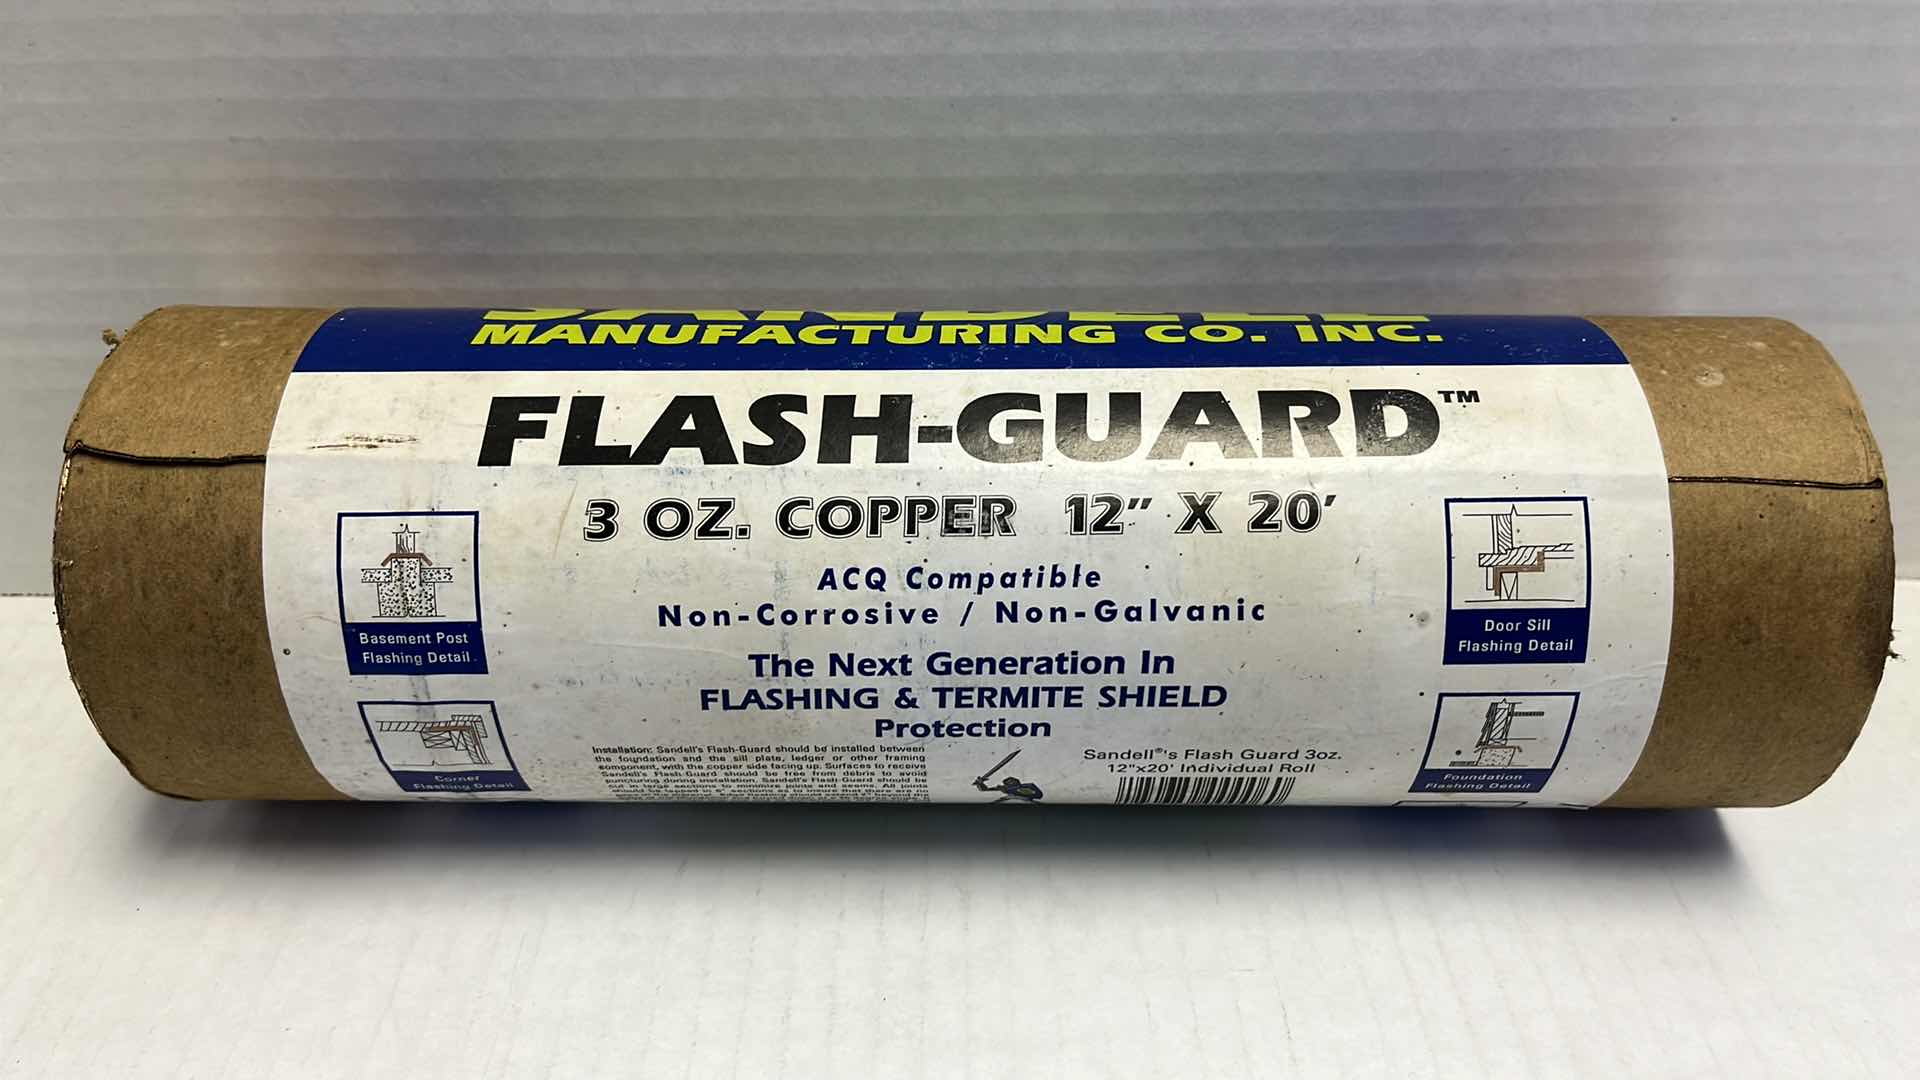 SANDELL
MANUFACTURING CO. INC.
FLASH-GUARD™
3 OZ. COPPER 12" X 20'
ACQ Compatible
Non-Corrosive / Non-Galvanic
The Next Generation In
FLASHING & TERMITE SHIELD
Protection
Basement Post
Flashing Detail
Corner
Flashing Detail
Installation: Sandell's Flash-Guard should be installed between
the foundation and the sill plate, ledger or other framing
component, with the copper side facing up. Surfaces to receive
Sandell's Flash-Guard should be free from debris to avoid
puncturing during installation. Sandell's Flash-Guard should be
cut in large sections to minimize joints and seams. All joints
Sandell®'s Flash Guard 3oz.
12"x20' Individual Roll
Door Sill
Flashing Detail
Foundation
Flashing Detail